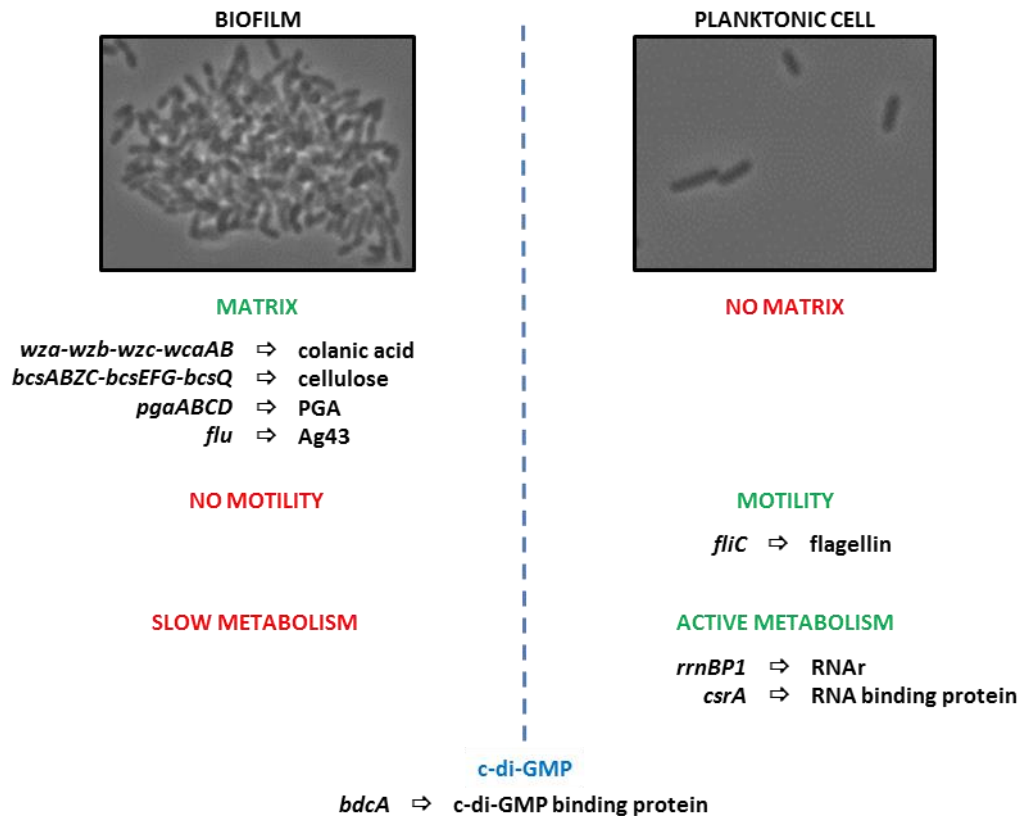 BIOFILM
PLANKTONIC CELL
MATRIX
NO MATRIX
wza-wzb-wzc-wcaAB ⇨ colanic acid
bcsABZC-bcsEFG-bcsQ ⇨ cellulose
pgaABCD ⇨ PGA
flu ⇨ Ag43
NO MOTILITY
MOTILITY
fliC ⇨ flagellin
SLOW METABOLISM
ACTIVE METABOLISM
rrnBP1 ⇨ RNAr
csrA ⇨ RNA binding protein
c-di-GMP
bdcA ⇨ c-di-GMP binding protein